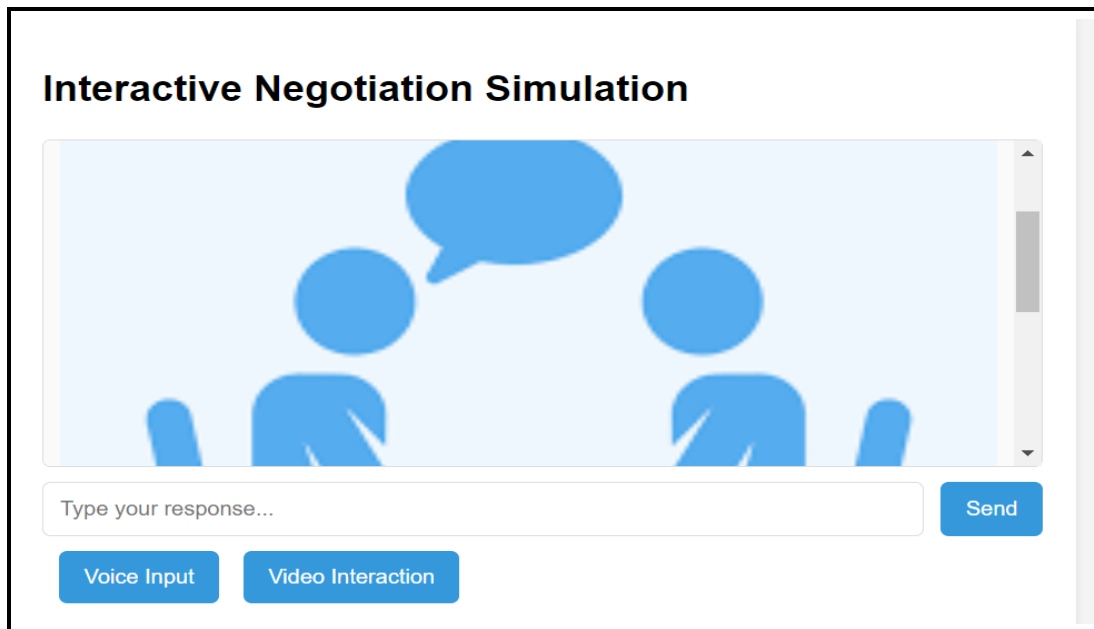 Interactive Negotiation Simulation
Type your response...
Send
Voice Input
Video Interaction